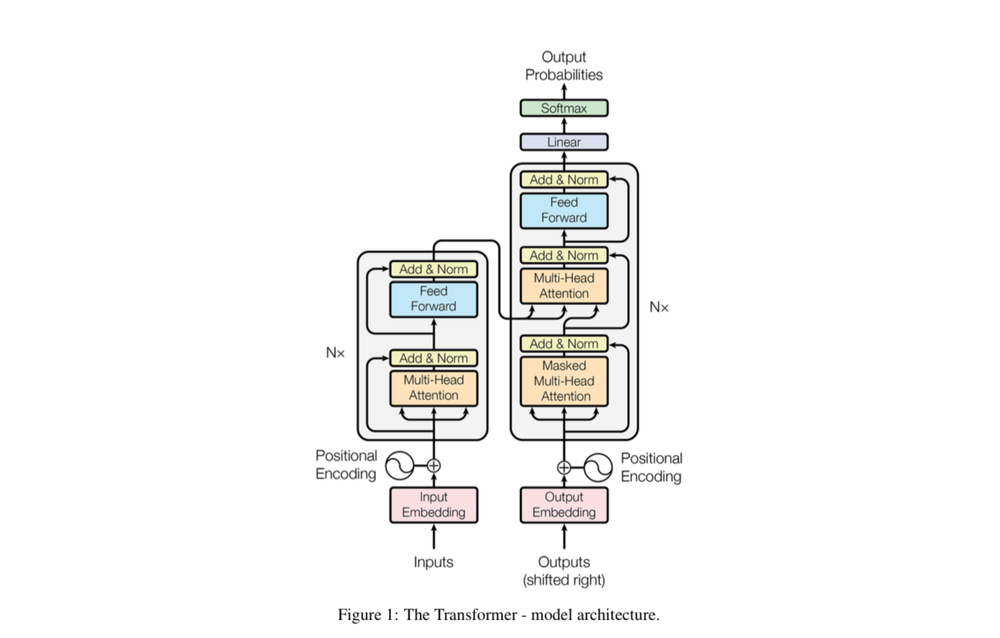 Output
Probabilities
Softmax
Linear
Add & Norm
Feed
Forward
Add & Norm
Multi-Head
Attention
Add & Norm
Masked
Multi-Head
Attention
Nx
Positional
Encoding
Output
Embedding
Outputs
(shifted right)
Add & Norm
Feed
Forward
Add & Norm
Multi-Head
Attention
Nx
Positional
Encoding
Input
Embedding
Inputs
Figure 1: The Transformer - model architecture.